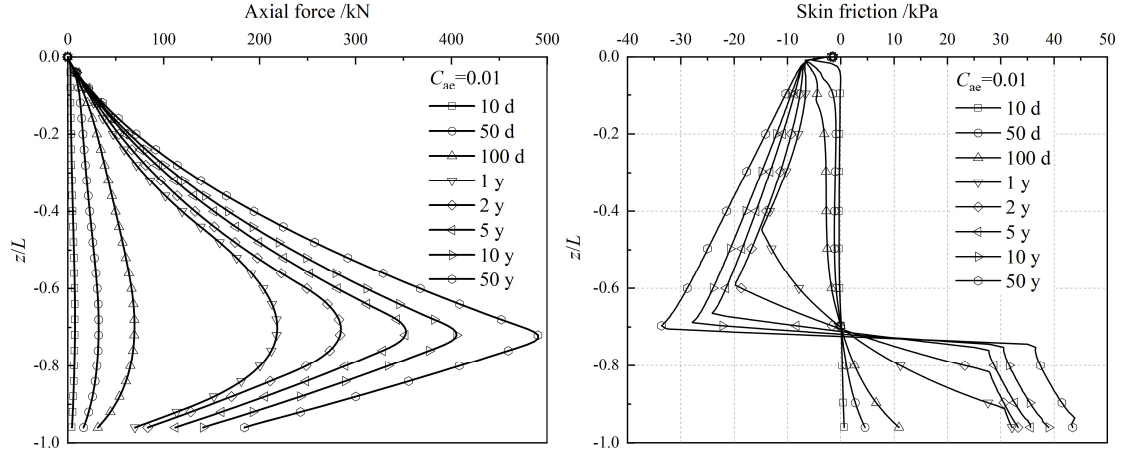 Axial force /kN
0 100 200 300 400 500
0.0
-0.2
-0.4
-0.6
-0.8
-1.0
z/L
Cae=0.01
10 d
50 d
100 d
1 y
2 y
5 y
10 y
50 y
Skin friction /kPa
-40 -30 -20 -10 0 10 20 30 40 50
0.0
-0.2
-0.4
-0.6
-0.8
-1.0
z/L
Cae=0.01
10 d
50 d
100 d
1 y
2 y
5 y
10 y
50 y